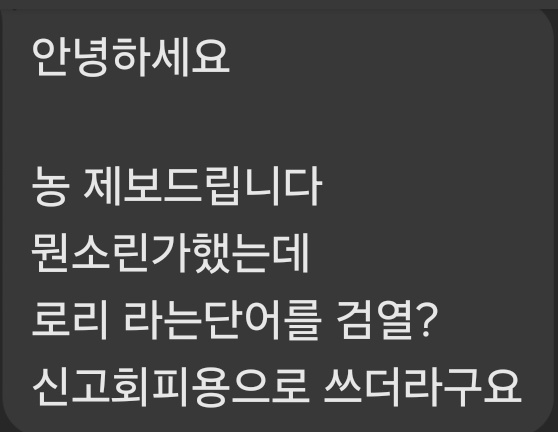 안녕하세요
농 제보드립니다
뭔소린가했는데
로리 라는단어를 검열?
신고회피용으로 쓰더라구요